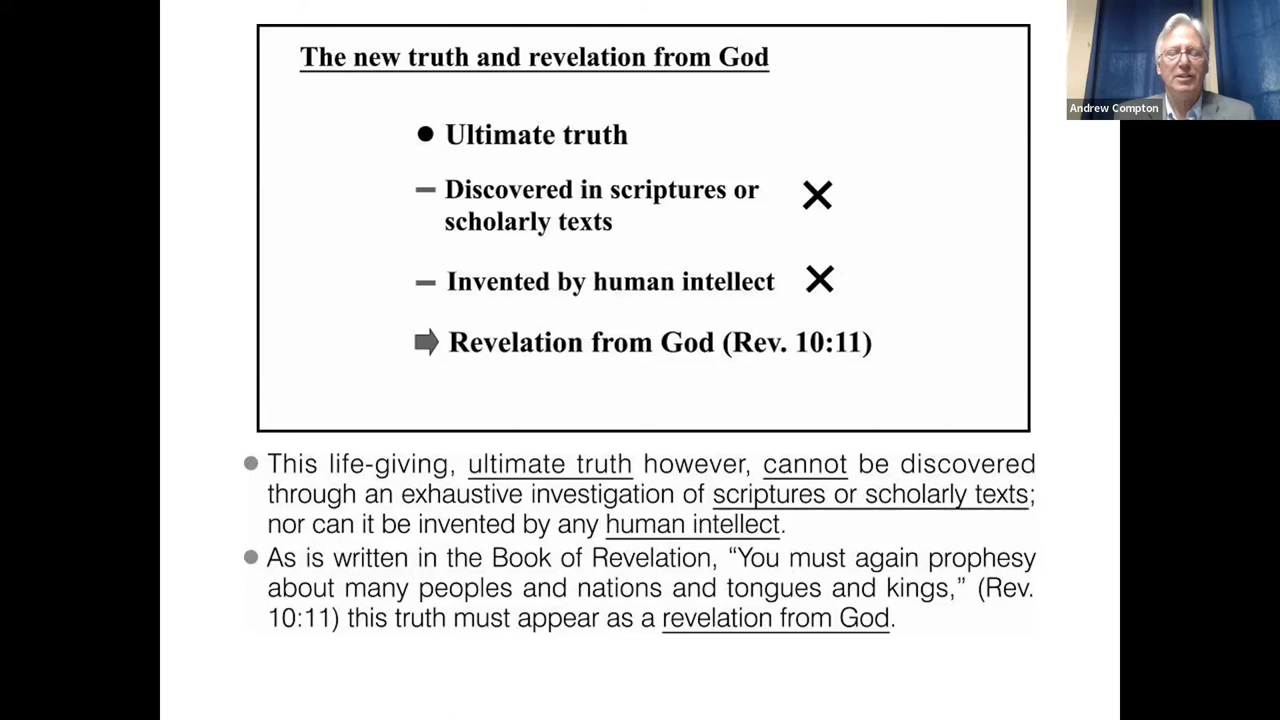 The new truth and revelation from God
Andrew Compton
● Ultimate truth
– Discovered in scriptures or
scholarly texts
– Invented by human intellect
Revelation from God (Rev. 10:11)
● This life-giving, ultimate truth however, cannot be discovered
through an exhaustive investigation of scriptures or scholarly texts;
nor can it be invented by any human intellect.
● As is written in the Book of Revelation, “You must again prophesy
about many peoples and nations and tongues and kings,” (Rev.
10:11) this truth must appear as a revelation from God.